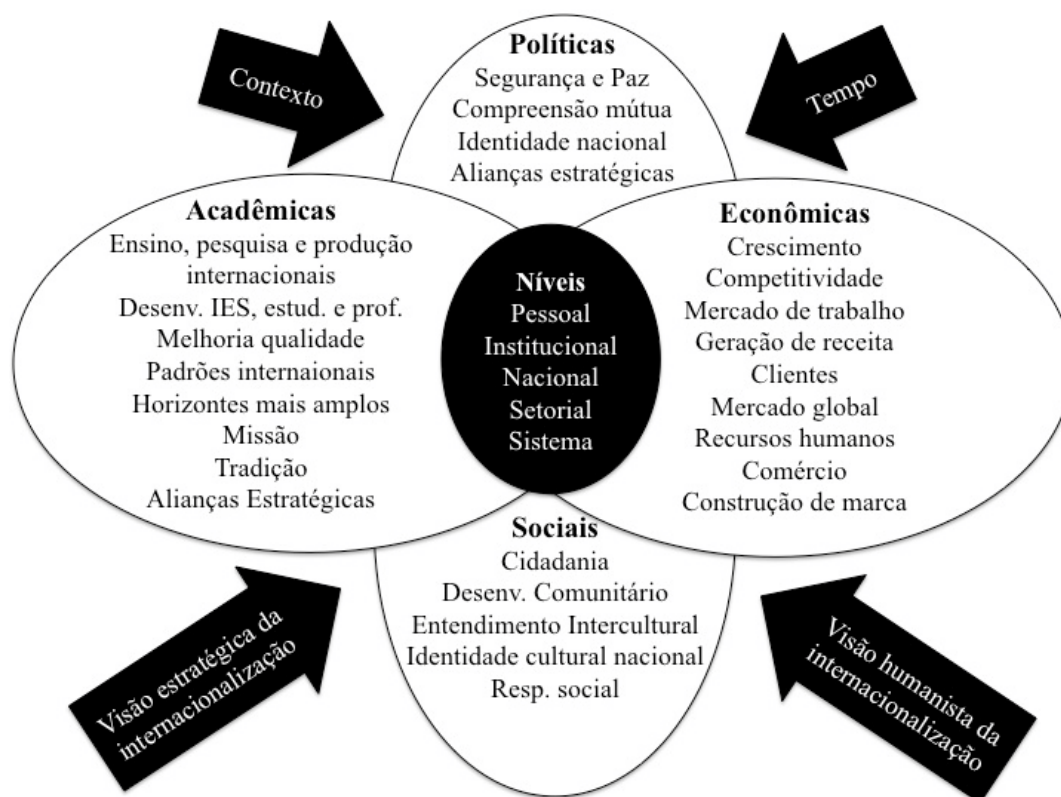 Contexto
Tempo
Políticas
Segurança e Paz
Compreensão mútua
Identidade nacional
Alianças estratégicas
Acadêmicas
Ensino, pesquisa e produção
internacionais
Desenv. IES, estud. e prof.
Melhoria qualidade
Padrões internaionais
Horizontes mais amplos
Missão
Tradição
Alianças Estratégicas
Níveis
Pessoal
Institucional
Nacional
Setorial
Sistema
Econômicas
Crescimento
Competitividade
Mercado de trabalho
Geração de receita
Clientes
Mercado global
Recursos humanos
Comércio
Construção de marca
Sociais
Cidadania
Desenv. Comunitário
Entendimento Intercultural
Identidade cultural nacional
Resp. social
Visão estratégica da
internacionalização
Visão humanista da
internacionalização